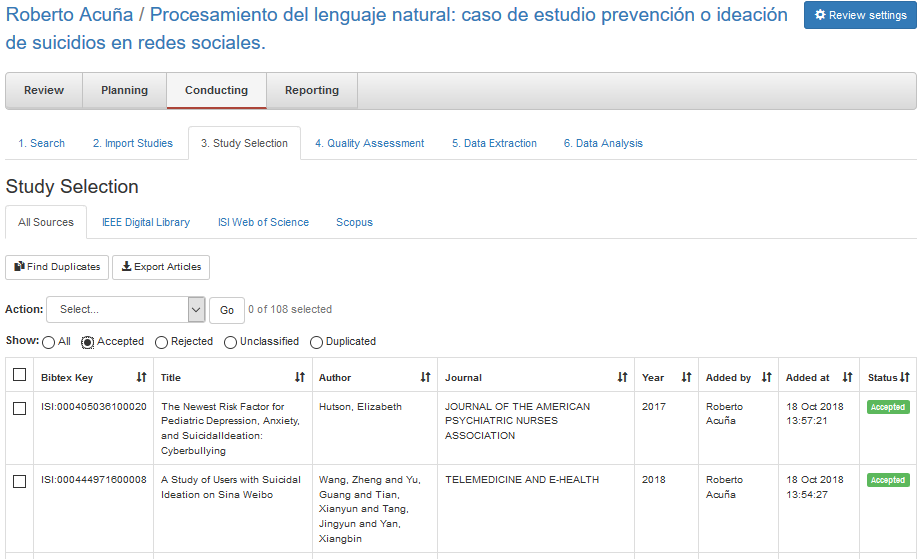 Roberto Acuña / Procesamiento del lenguaje natural: caso de estudio prevención o ideación
de suicidios en redes sociales.
Review settings
Review Planning Conducting Reporting
1. Search 2. Import Studies 3. Study Selection 4. Quality Assessment 5. Data Extraction 6. Data Analysis
Study Selection
All Sources IEEE Digital Library ISI Web of Science Scopus
Find Duplicates Export Articles
Action: Select... Go 0 of 108 selected
Show: All Accepted Rejected Unclassified Duplicated
Bibtex Key Title Author Journal Year Added by Added at Status
ISI:000405036100020 The Newest Risk Factor for Hutson, Elizabeth JOURNAL OF THE AMERICAN 2017 Roberto 18 Oct 2018 Accepted
Pediatric Depression, Anxiety, PSYCHIATRIC NURSES Acuña 13:57:21
and SuicidalIdeation: ASSOCIATION
Cyberbullying
ISI:000444971600008 A Study of Users with Suicidal Wang, Zheng and Yu, TELEMEDICINE AND E-HEALTH 2018 Roberto 18 Oct 2018 Accepted
Ideation on Sina Weibo Guang and Tian, Acuña 13:54:27
Xianyun and Tang,
Jingyun and Yan,
Xiangbin